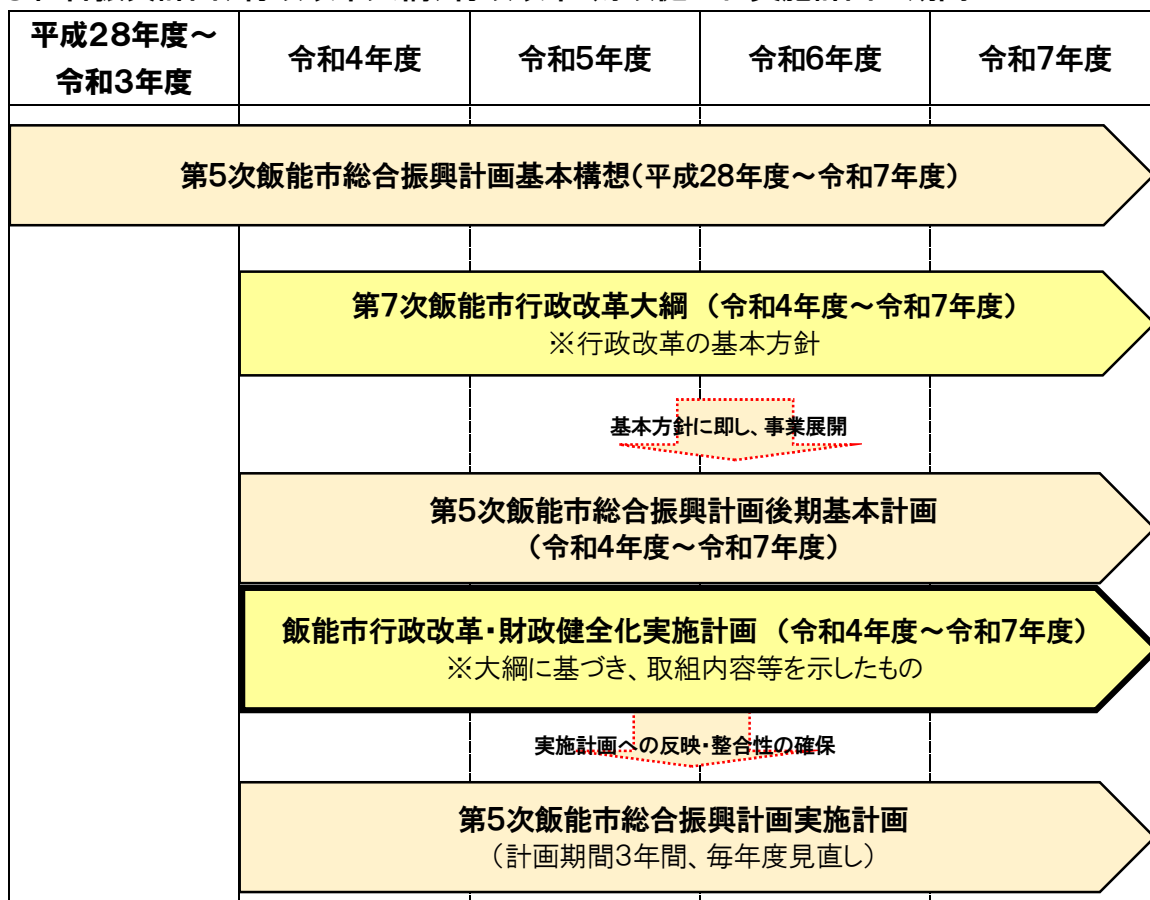 平成28年度～
令和3年度
令和4年度
令和5年度
令和6年度
令和7年度
第5次飯能市総合振興計画基本構想（平成28年度～令和7年度）
第7次飯能市行政改革大綱 （令和4年度～令和7年度）
※行政改革の基本方針
基本方針に即し、事業展開
第5次飯能市総合振興計画後期基本計画
（令和4年度～令和7年度）
飯能市行政改革・財政健全化実施計画 （令和4年度～令和7年度）
※大綱に基づき、取組内容等を示したもの
実施計画への反映・整合性の確保
第5次飯能市総合振興計画実施計画
（計画期間3年間、毎年度見直し）